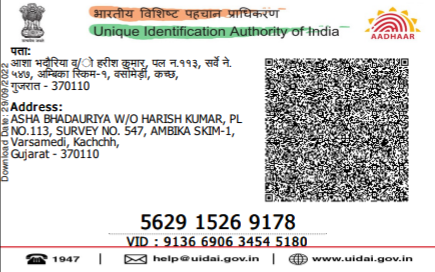 भारतीय विशिष्ट पहचान प्राधिकरण
Unique Identification Authority of India
AADHAAR
पता:
आशा भदौरिया व/ो हरीश कुमार, पल न.११३, सर्वे ने.
५४७, अम्बिका स्किम-१, वर्सामेडी, कच्छ,
गुजरात - 370110
Download Date: 29/09/2022
Address:
ASHA BHADAURIYA W/O HARISH KUMAR, PL
NO.113, SURVEY NO. 547, AMBIKA SKIM-1,
Varsamedi, Kachchh,
Gujarat - 370110
5629 1526 9178
VID : 9136 6906 3454 5180
1947 | help@uidai.gov.in | www.uidai.gov.in